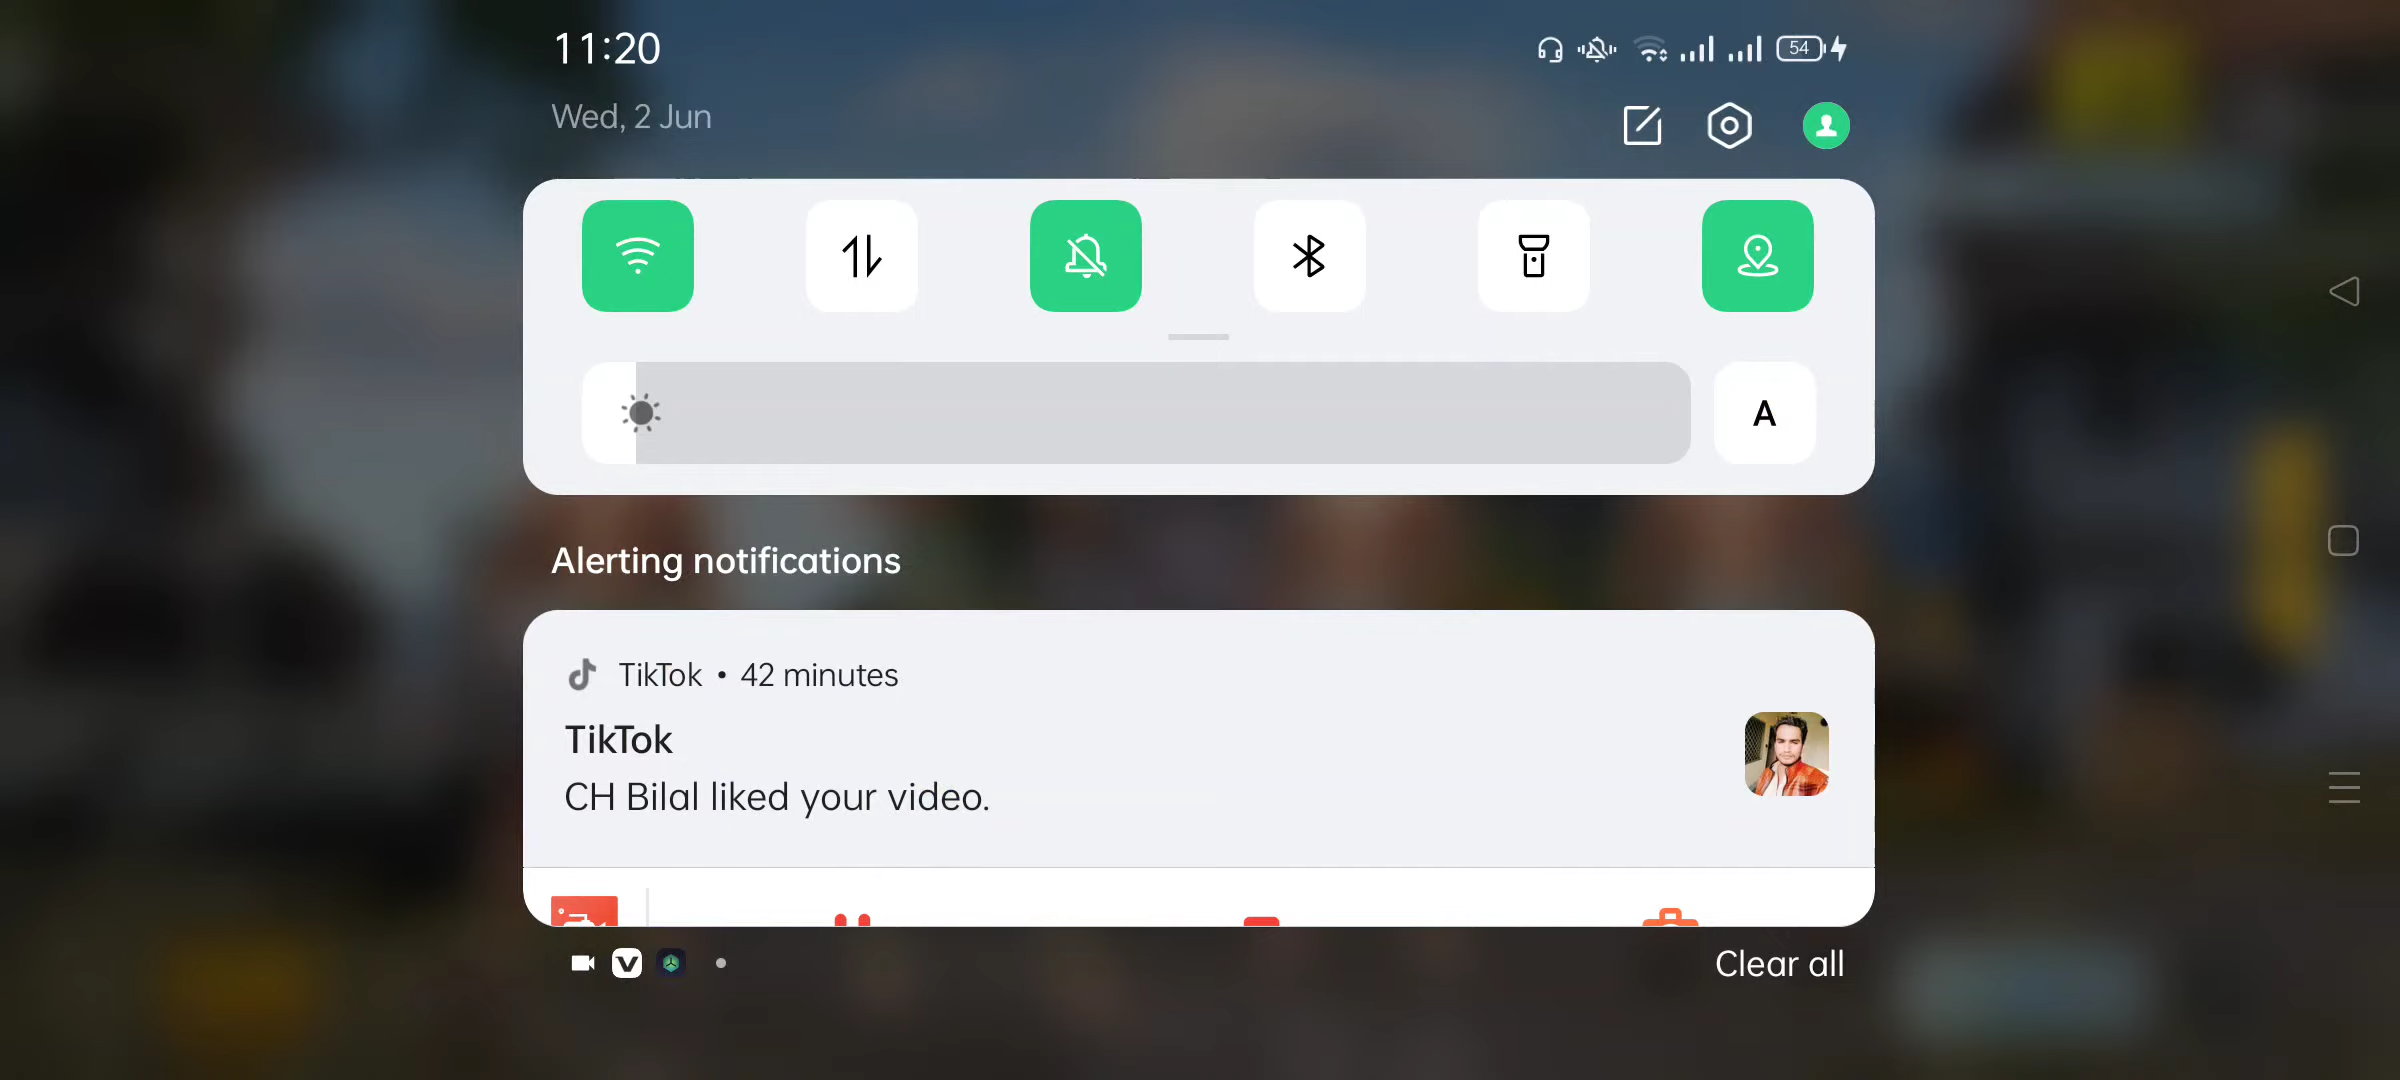 11:20
54
Wed, 2 Jun
A
Alerting notifications
TikTok • 42 minutes
TikTok
CH Bilal liked your video.
Clear all